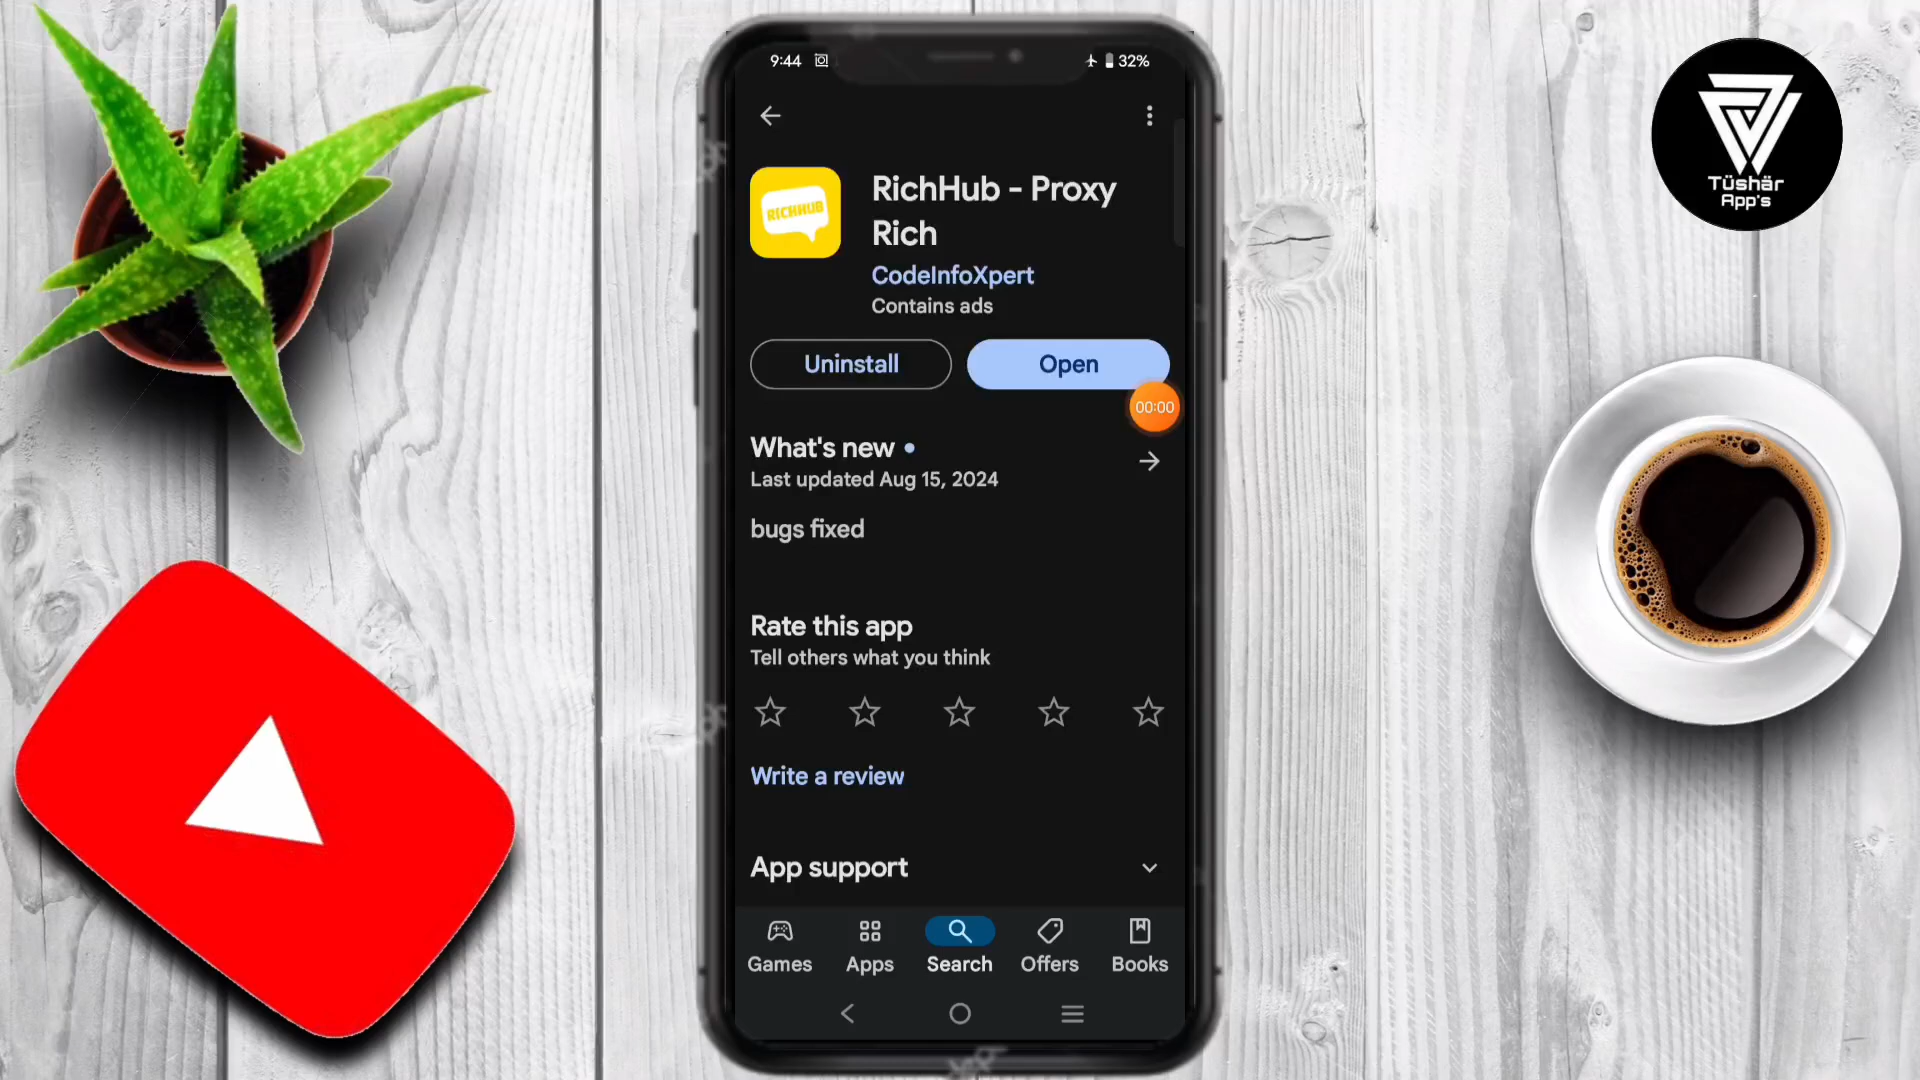 9:44
32%
RichHub - Proxy
Rich
RICHHUB
CodeInfoXpert
Contains ads
Uninstall
Open
00:00
What's new
Last updated Aug 15, 2024
bugs fixed
Rate this app
Tell others what you think
Write a review
App support
Games
Apps
Search
Offers
Books
Tüshär
App's